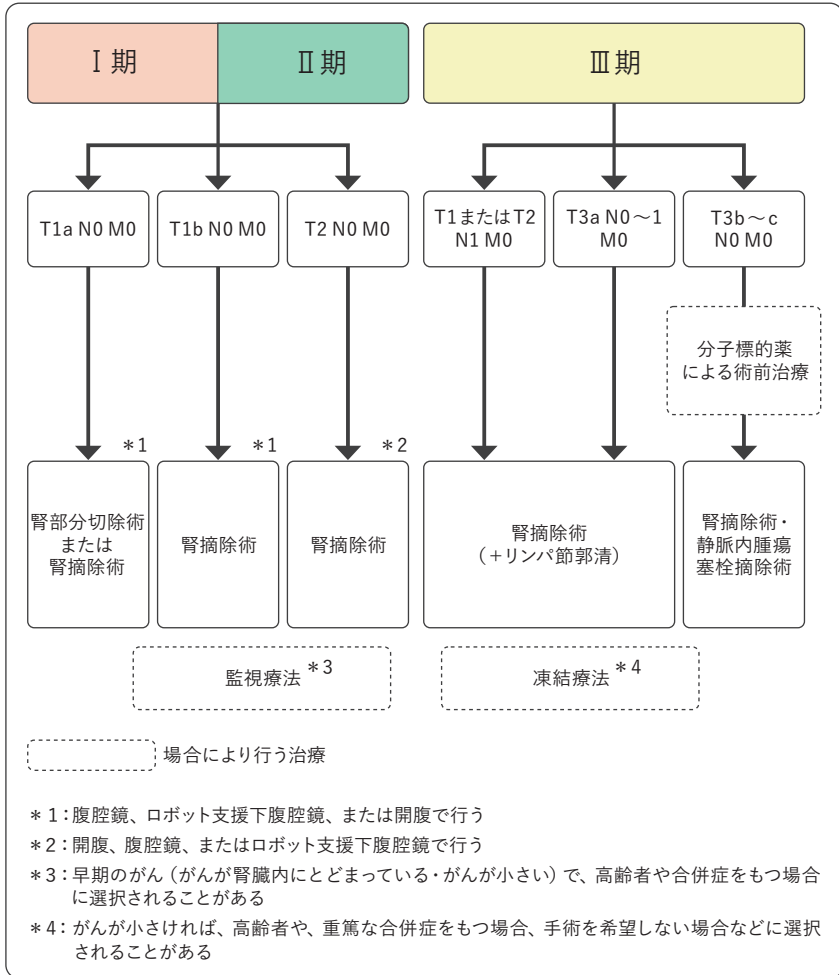 Ⅰ期
Ⅱ期
Ⅲ期
T1a N0 M0
T1b N0 M0
T2 N0 M0
T1またはT2
N1 M0
T3a N0〜1
M0
T3b〜c
N0 M0
分子標的薬
による術前治療
*1
*1
*2
腎部分切除術
または
腎摘除術
腎摘除術
腎摘除術
腎摘除術
(+リンパ節郭清)
腎摘除術・
静脈内腫瘍
塞栓摘除術
監視療法*3
凍結療法*4
場合により行う治療
*1:腹腔鏡、ロボット支援下腹腔鏡、または開腹で行う
*2:開腹、腹腔鏡、またはロボット支援下腹腔鏡で行う
*3:早期のがん(がんが腎臓内にとどまっている・がんが小さい)で、高齢者や合併症をもつ場合
に選択されることがある
*4:がんが小さければ、高齢者や、重篤な合併症をもつ場合、手術を希望しない場合などに選択
されることがある